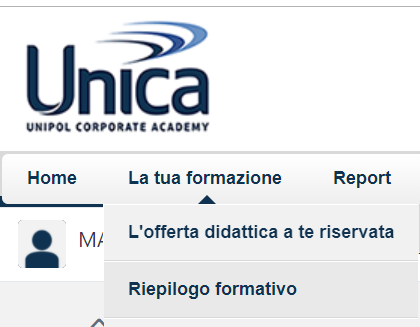 Unica
UNIPOL CORPORATE ACADEMY
Home La tua formazione Report
L'offerta didattica a te riservata
MA
Riepilogo formativo